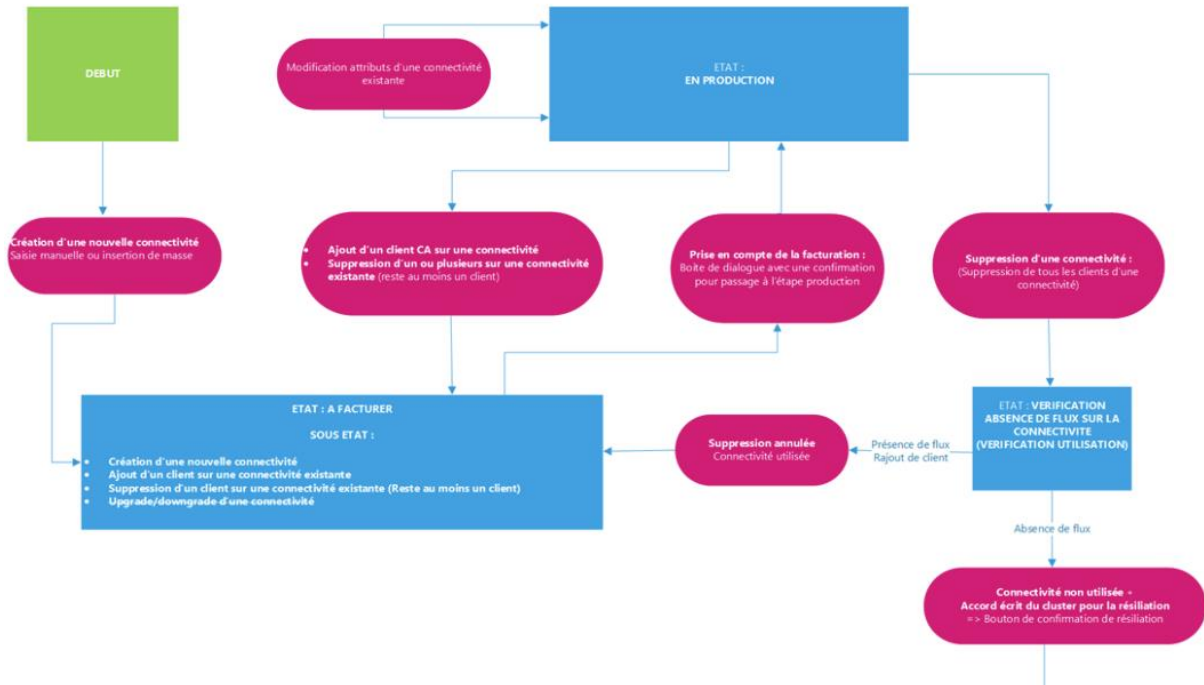 DEBUT
Modification attributs d'une connectivité
existante
ETAT :
EN PRODUCTION
Création d'une nouvelle connectivité
Saisie manuelle ou insertion de masse
• Ajout d'un client CA sur une connectivité
• Suppression d'un ou plusieurs sur une connectivité
existante (reste au moins un client)
Prise en compte de la facturation :
Boite de dialogue avec une confirmation
pour passage à l'étape production
Suppression d'une connectivité :
(Suppression de tous les clients d'une
connectivité)
ETAT : A FACTURER
SOUS ETAT :
• Création d'une nouvelle connectivité
• Ajout d'un client sur une connectivité existante
• Suppression d'un client sur une connectivité existante (Reste au moins un client)
• Upgrade/downgrade d'une connectivité
Suppression annulée
Connectivité utilisée
Présence de flux
Rajout de client
ETAT : VERIFICATION
ABSENCE DE FLUX SUR LA
CONNECTIVITE
(VERIFICATION UTILISATION)
Absence de flux
Connectivité non utilisée +
Accord écrit du cluster pour la résiliation
=> Bouton de confirmation de résiliation